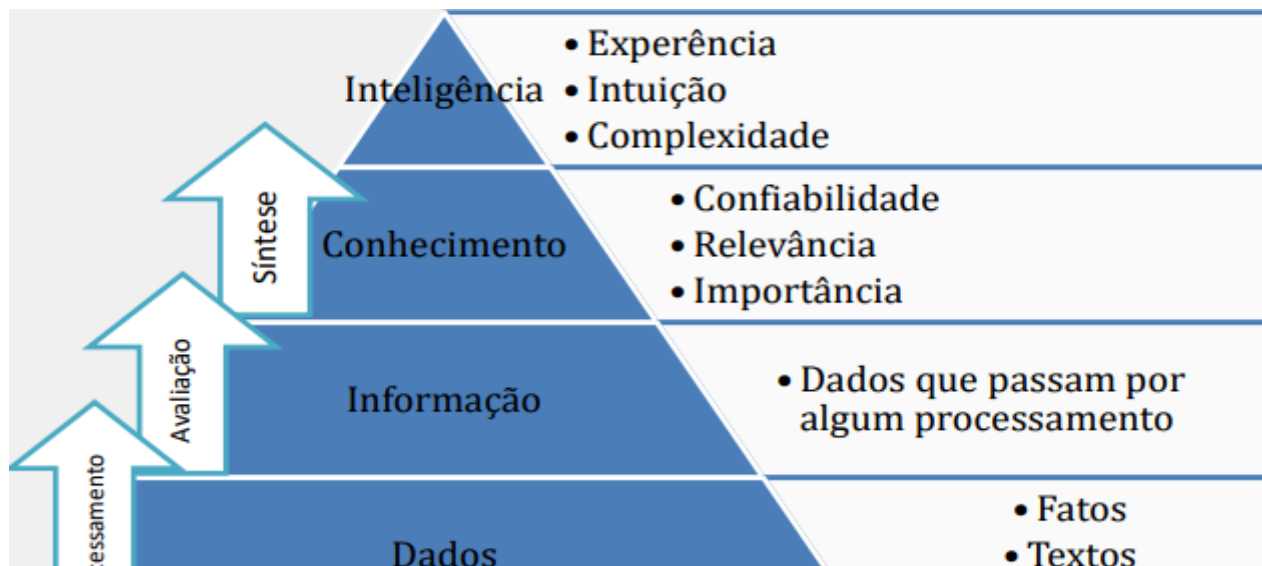 Inteligência
• Experência
• Intuição
• Complexidade
Síntese
Conhecimento
• Confiabilidade
• Relevância
• Importância
Avaliação
Informação
• Dados que passam por
algum processamento
essamento
Dados
• Fatos
• Textos